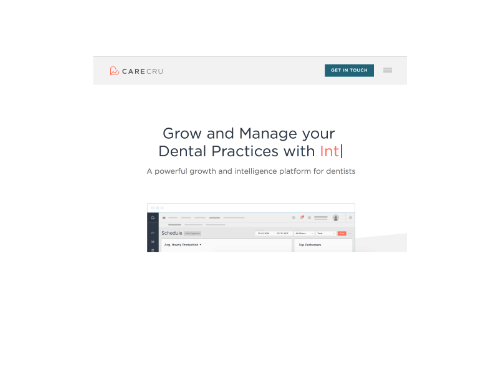 CARECRU
GET IN TOUCH
Grow and Manage your
Dental Practices with Int
A powerful growth and intelligence platform for dentists
Schedule
Avg. Weekly Production
Top Technologies